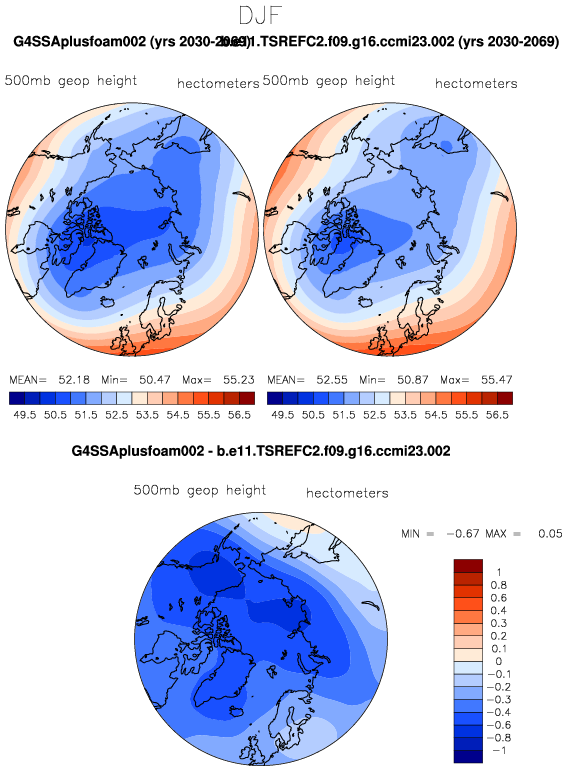 DJF
G4SSAplusfoam002 (yrs 2030-2069) b.e11.TSREFC2.f09.g16.ccmi23.002 (yrs 2030-2069)
500mb geop height hectometers 500mb geop height hectometers
MEAN= 52.18 Min= 50.47 Max= 55.23 MEAN= 52.55 Min= 50.87 Max= 55.47
49.5 50.5 51.5 52.5 53.5 54.5 55.5 56.5 49.5 50.5 51.5 52.5 53.5 54.5 55.5 56.5
G4SSAplusfoam002 - b.e11.TSREFC2.f09.g16.ccmi23.002
500mb geop height hectometers
MIN = -0.67 MAX = 0.05
1
0.8
0.6
0.4
0.3
0.2
0.1
0
-0.1
-0.2
-0.3
-0.4
-0.6
-0.8
-1